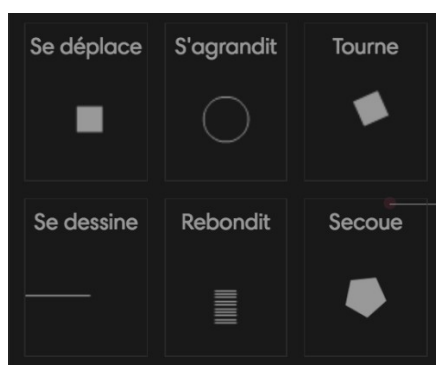 Se déplace
S'agrandit
Tourne
Se dessine
Rebondit
Secoue